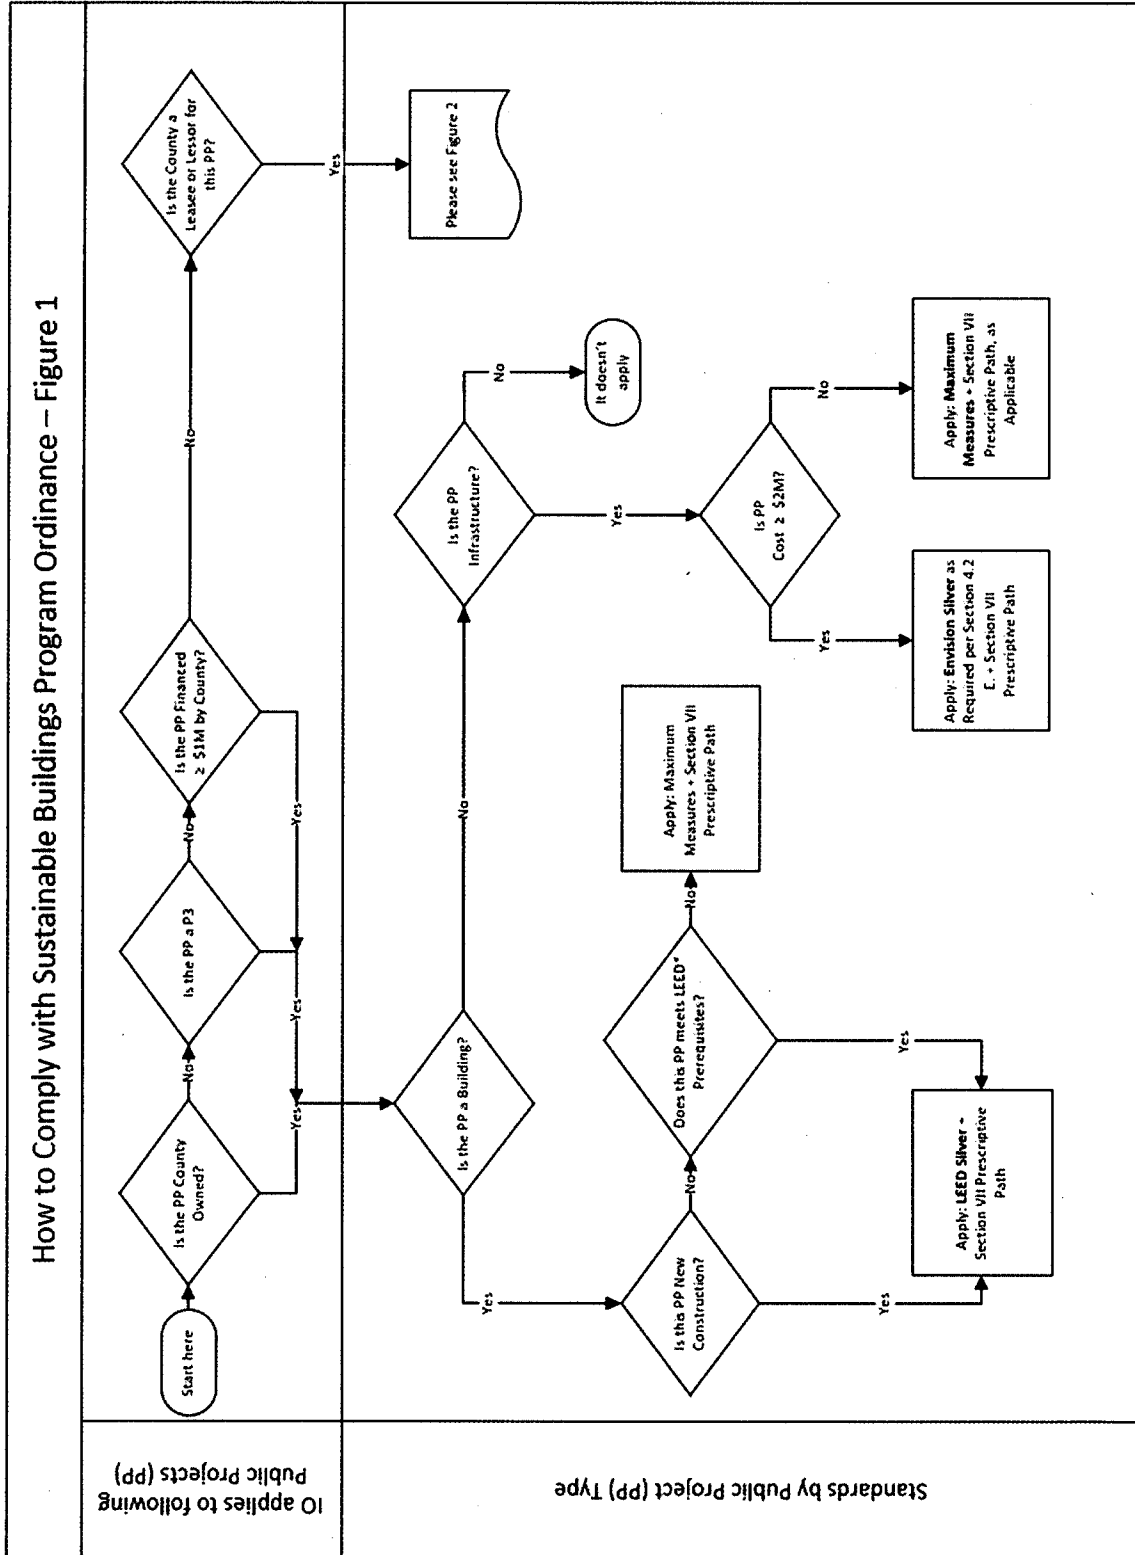 How to Comply with Sustainable Buildings Program Ordinance – Figure 1
IO applies to following
Public Projects (PP)
Start here
Is the PP County
Owned?
No
Is the PP a P3
No
Is the PP Financed
≥ $1M by County?
No
Is the County a
Leasee or Lessor for
this PP?
Yes
Yes
Yes
Yes
Please see Figure 2
Standards by Public Project (PP) Type
Is the PP a Building?
No
Is the PP
Infrastructure?
No
It doesn't
apply
Yes
Yes
Is this PP New
Construction?
No
Does this PP meets LEED*
Prerequisites?
No
Apply: Maximum
Measures + Section VII
Prescriptive Path
Is PP
Cost ≥ $2M?
Yes
Yes
Yes
No
Apply: LEED Silver +
Section VII Prescriptive
Path
Apply: Envision Silver as
Required per Section 4.2
E. + Section VII
Prescriptive Path
Apply: Maximum
Measures + Section VII
Prescriptive Path, as
Applicable